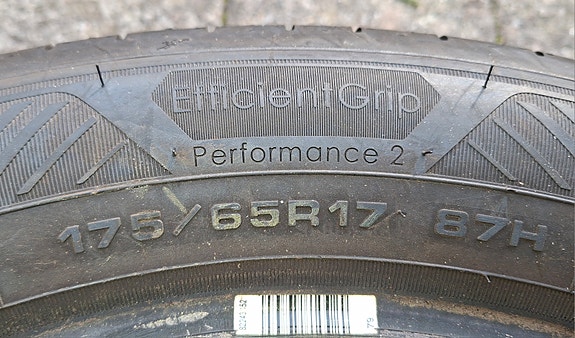 EfficientGrip
Performance 2
175/65R17 87H